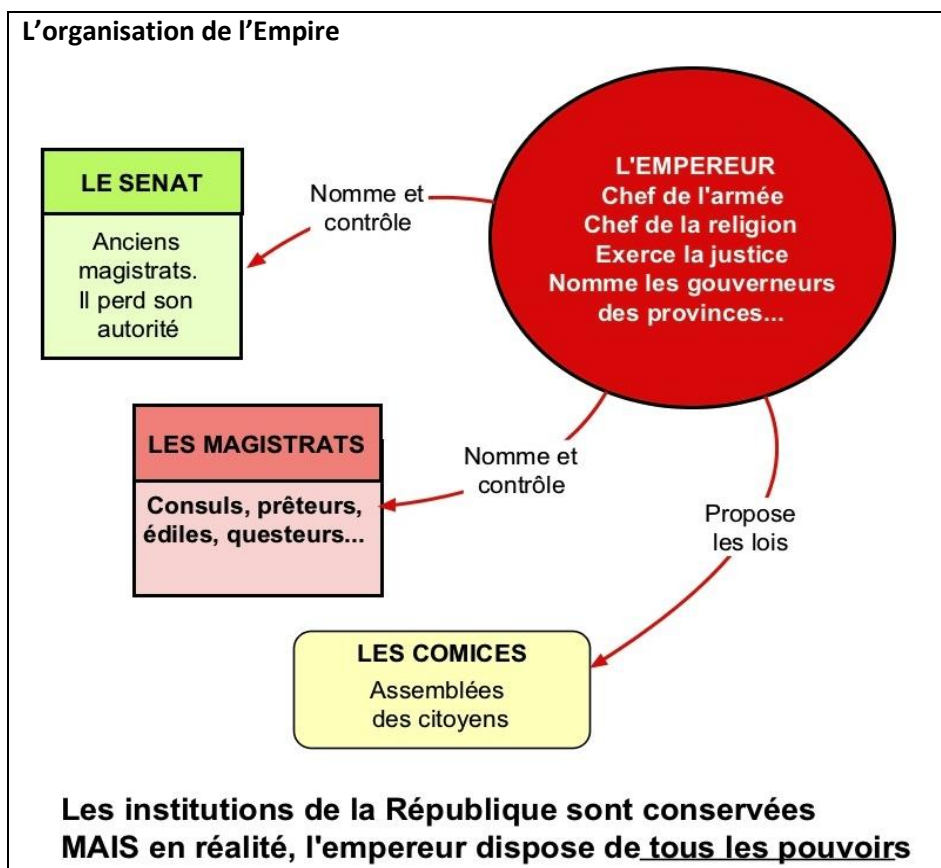 L’organisation de l’Empire
L'EMPEREUR
Chef de l'armée
Chef de la religion
Exerce la justice
Nomme les gouverneurs
des provinces...
Nomme et
contrôle
LE SENAT
Anciens
magistrats.
Il perd son
autorité
Nomme et
contrôle
LES MAGISTRATS
Consuls, prêteurs,
édiles, questeurs...
Propose
les lois
LES COMICES
Assemblées
des citoyens
Les institutions de la République sont conservées
MAIS en réalité, l'empereur dispose de tous les pouvoirs